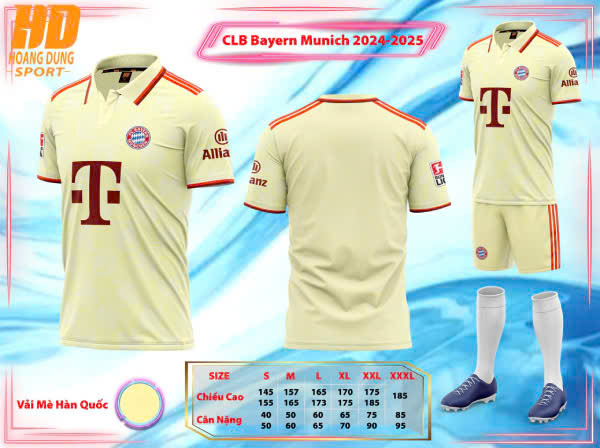 HD
HOANG DUNG
SPORT
CLB Bayern Munich 2024-2025
Allianz
T
anz
T
Vải Mè Hàn Quốc
SIZE S M L XL XXL XXXL
Chiều Cao 145 157 165 170 175 185
155 165 173 175 185
Cân Nặng 40 50 60 65 75 85
50 60 65 70 90 95